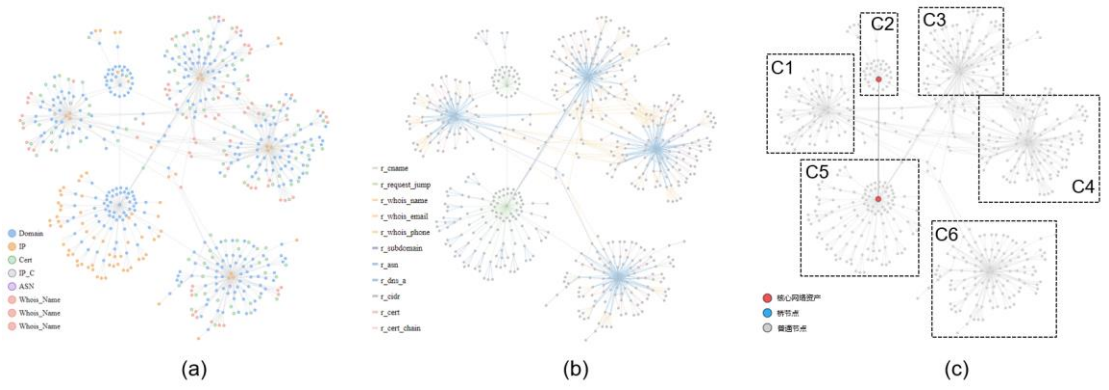 Domain
IP
Cert
IP_C
ASN
Whois_Name
Whois_Name
Whois_Name
(a)
r_cname
r_request_jump
r_whois_name
r_whois_email
r_whois_phone
r_subdomain
r_asn
r_dns_a
r_cidr
r_cert
r_cert_chain
(b)
C1
C2
C3
C4
C5
C6
核心网络资产
桥节点
普通节点
(c)